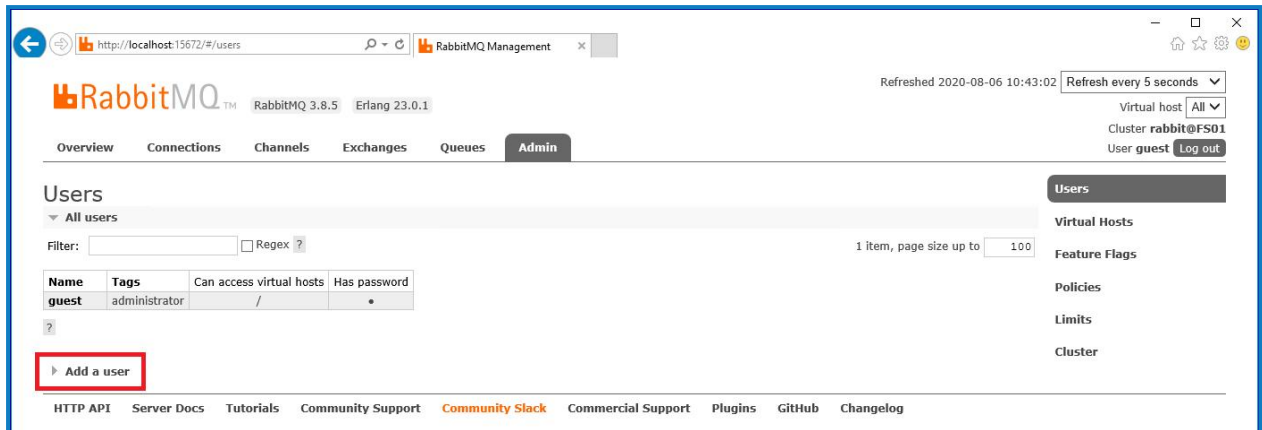 http://localhost:15672/#/users
RabbitMQ Management
Refreshed 2020-08-06 10:43:02 Refresh every 5 seconds
RabbitMQ TM RabbitMQ 3.8.5 Erlang 23.0.1
Virtual host All
Cluster rabbit@FS01
User guest Log out
Overview Connections Channels Exchanges Queues Admin
Users
All users
Filter: Regex ? 1 item, page size up to 100
Name Tags Can access virtual hosts Has password
guest administrator / •
?
Add a user
Users
Virtual Hosts
Feature Flags
Policies
Limits
Cluster
HTTP API Server Docs Tutorials Community Support Community Slack Commercial Support Plugins GitHub Changelog